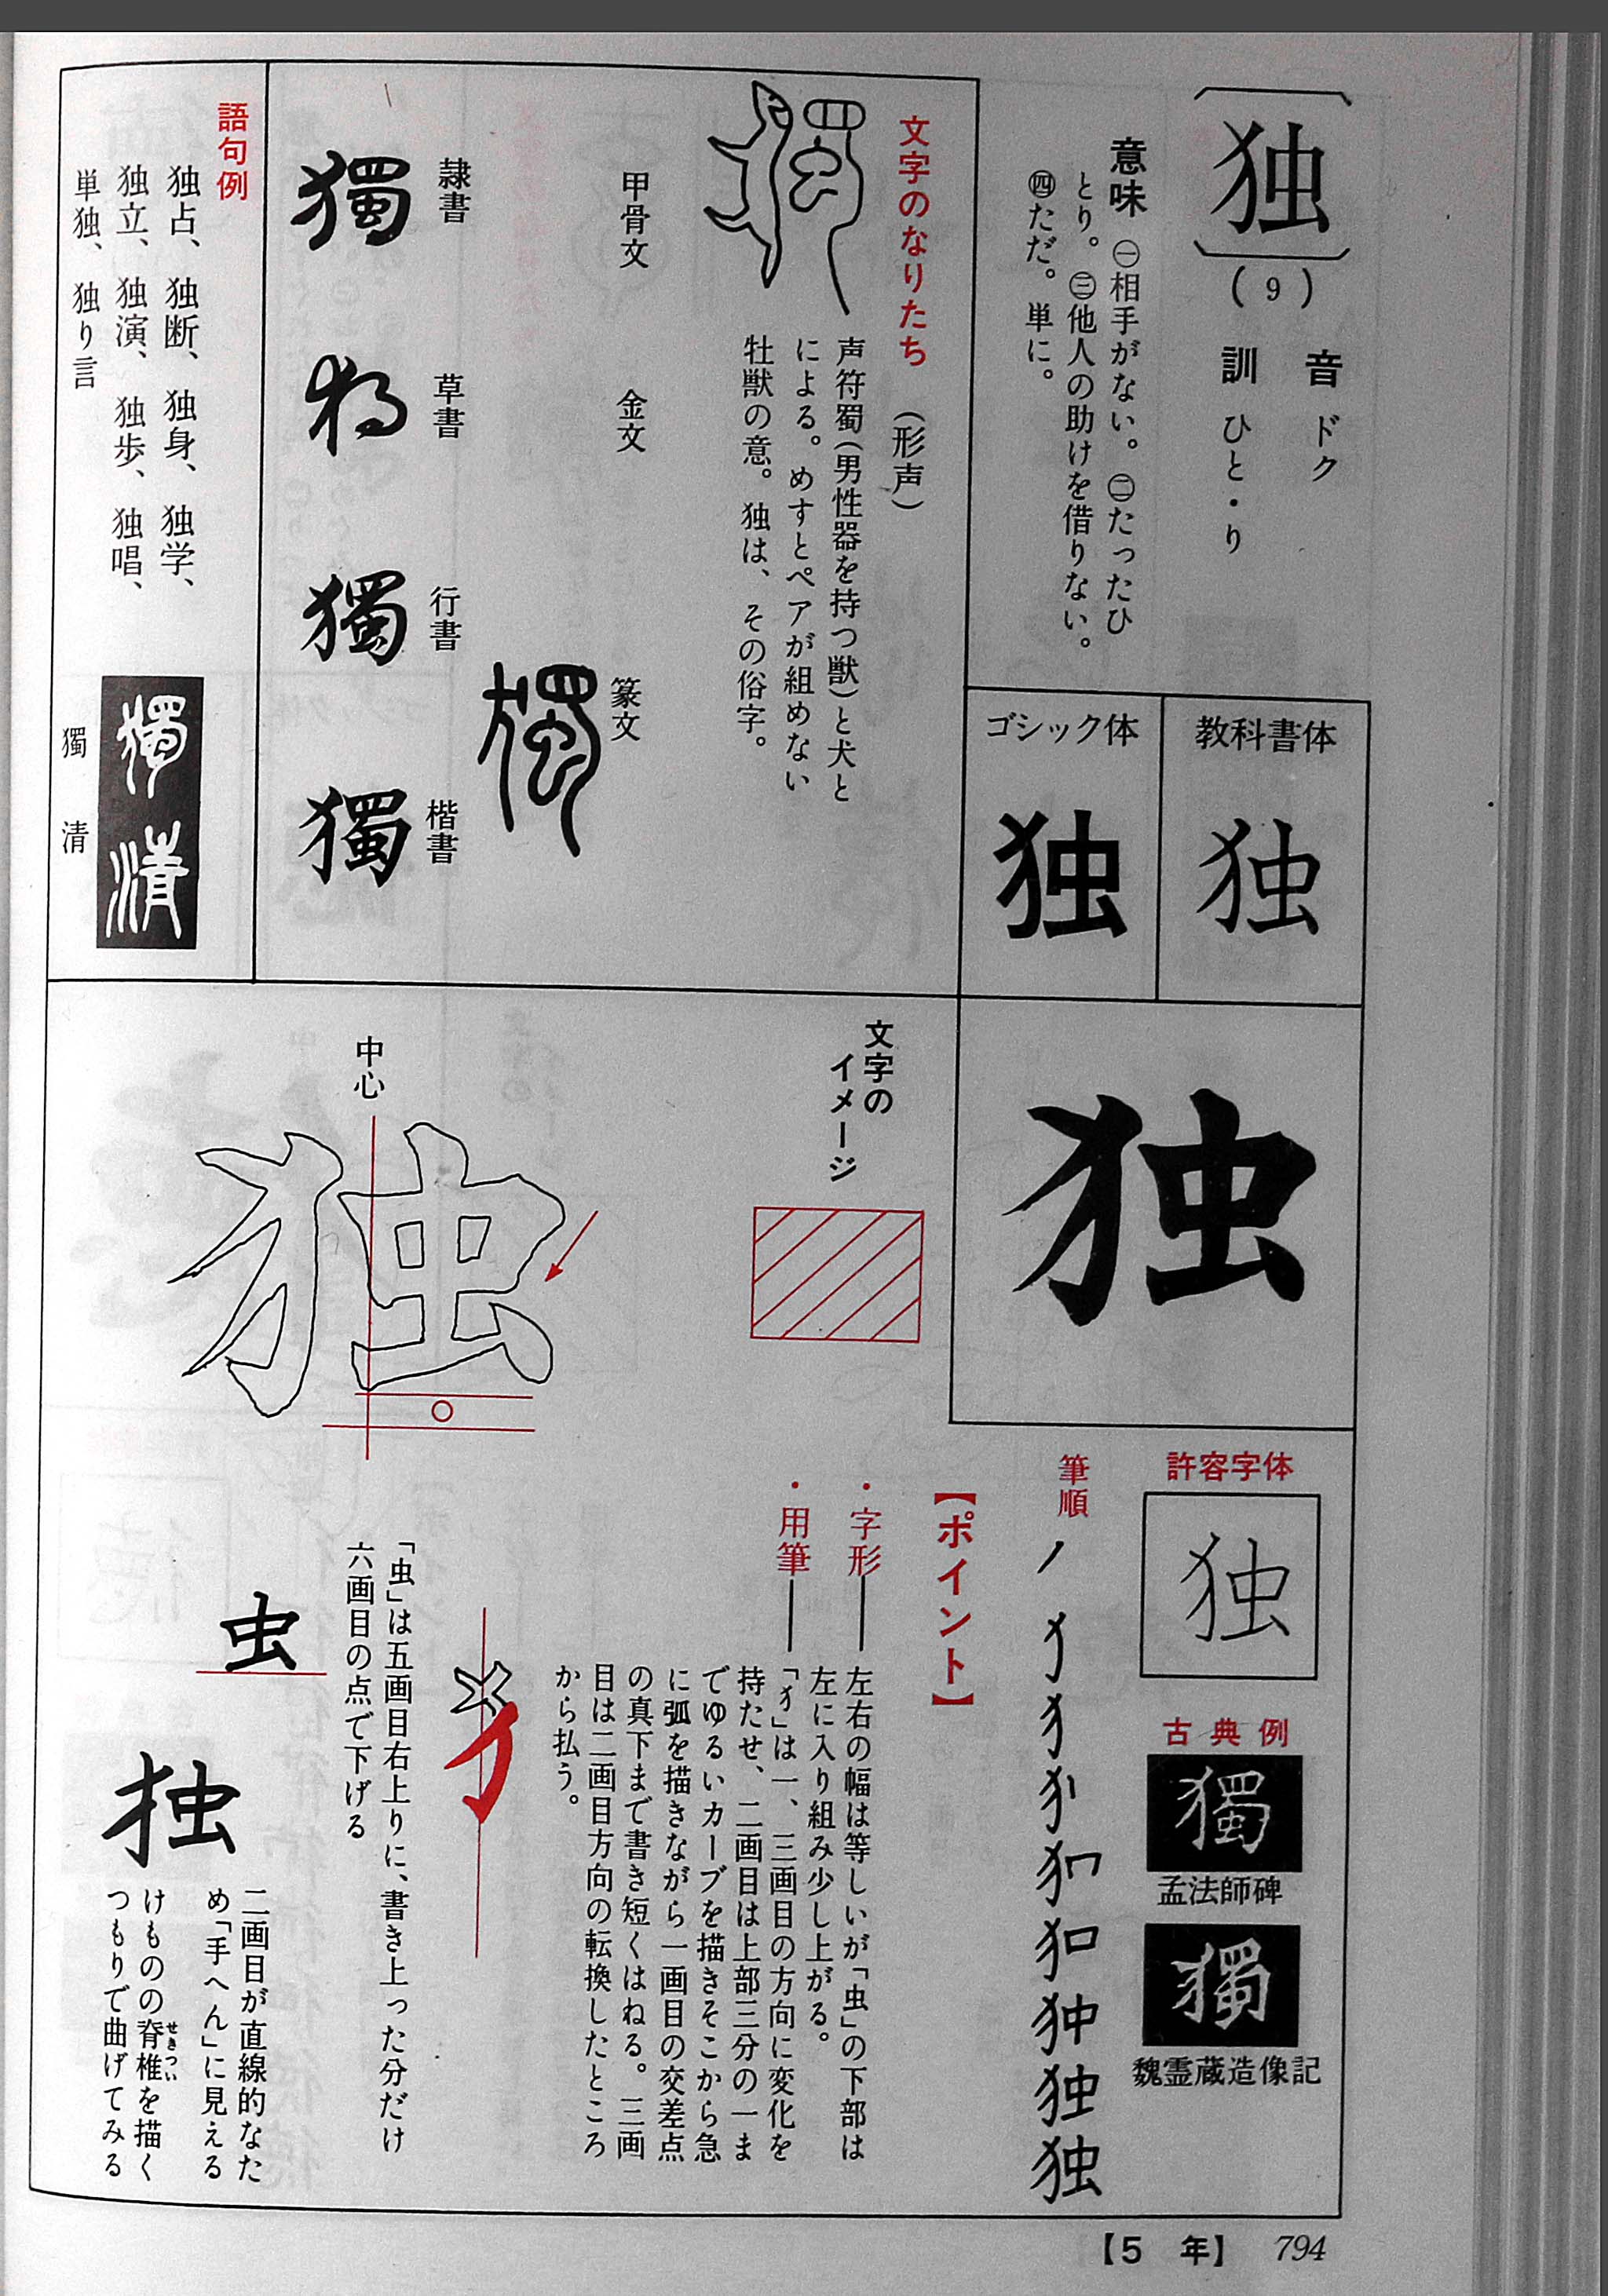 独
(9)
音 ドク
訓 ひと・り
意味 ㊀相手がない。㊁たったひ
とり。㊂他人の助けを借りない。
㊃ただ。単に。
教科書体
独
ゴシック体
独
文字のなりたち (形声)
声符蜀(男性器を持つ獣)と犬と
による。めすとペアが組めない
牡獣の意。独は、その俗字。
甲骨文
金文
篆文
獨
隷書
獨
草書
独
行書
獨
楷書
獨
語句例
独占、独断、独身、独学、
独立、独演、独歩、独唱、
単独、独り言
獨清
獨清
独
文字の
イメージ
中心
独
許容字体
独
古典例
獨
孟法師碑
獨
魏霊蔵造像記
筆順
独
【ポイント】
・字形——左右の幅は等しいが「虫」の下部は
左に入り組み少し上がる。
・用筆——「犭」は一、三画目の方向に変化を
持たせ、二画目は上部三分の一ま
でゆるいカーブを描きそこから急
に弧を描きながら一画目の交差点
の真下まで書き短くはねる。三画
目は二画目方向の転換したところ
から払う。
犭
「虫」は五画目右上りに、書き上った分だけ
六画目の点で下げる
虫
独
二画目が直線的なた
め「手へん」に見える
けものの脊椎を描く
せきつい
つもりで曲げてみる
【5年】 794